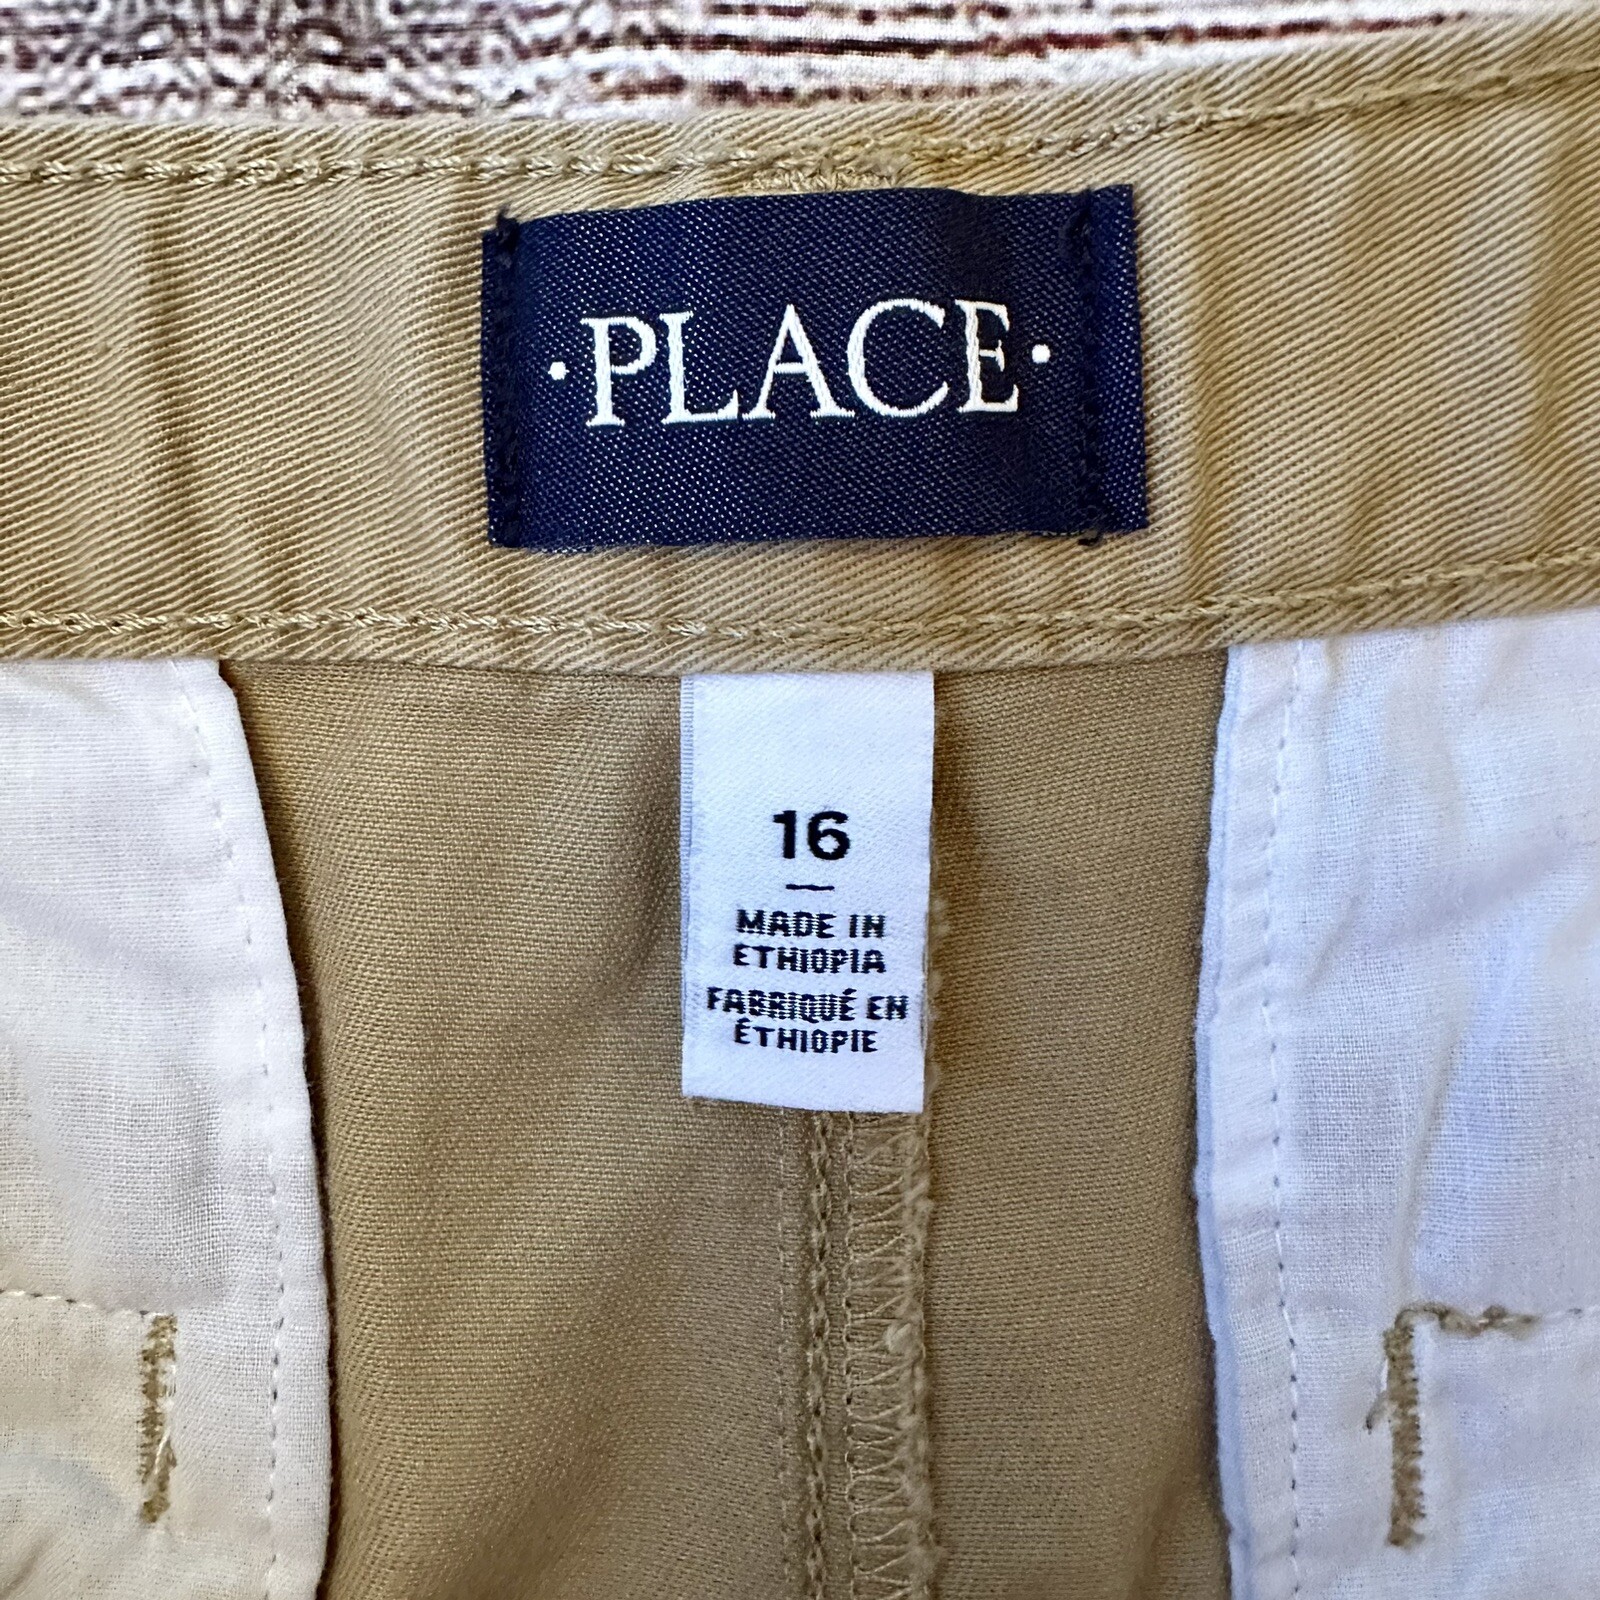 ·PLACE·
16
MADE IN
ETHIOPIA
FABRIQUÉ EN
ÉTHIOPIE